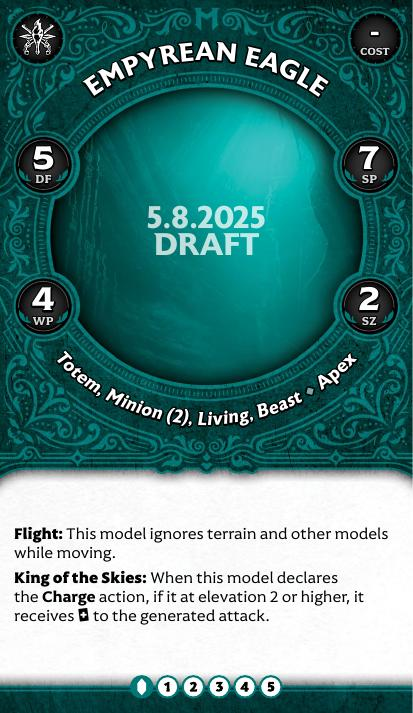 -
COST
EMPYREAN EAGLE
5
DF
7
SP
5.8.2025
DRAFT
4
WP
2
SZ
Totem, Minion (2), Living, Beast ♦ Apex
Flight: This model ignores terrain and other models
while moving.
King of the Skies: When this model declares
the Charge action, if it at elevation 2 or higher, it
receives to the generated attack.
1 2 3 4 5